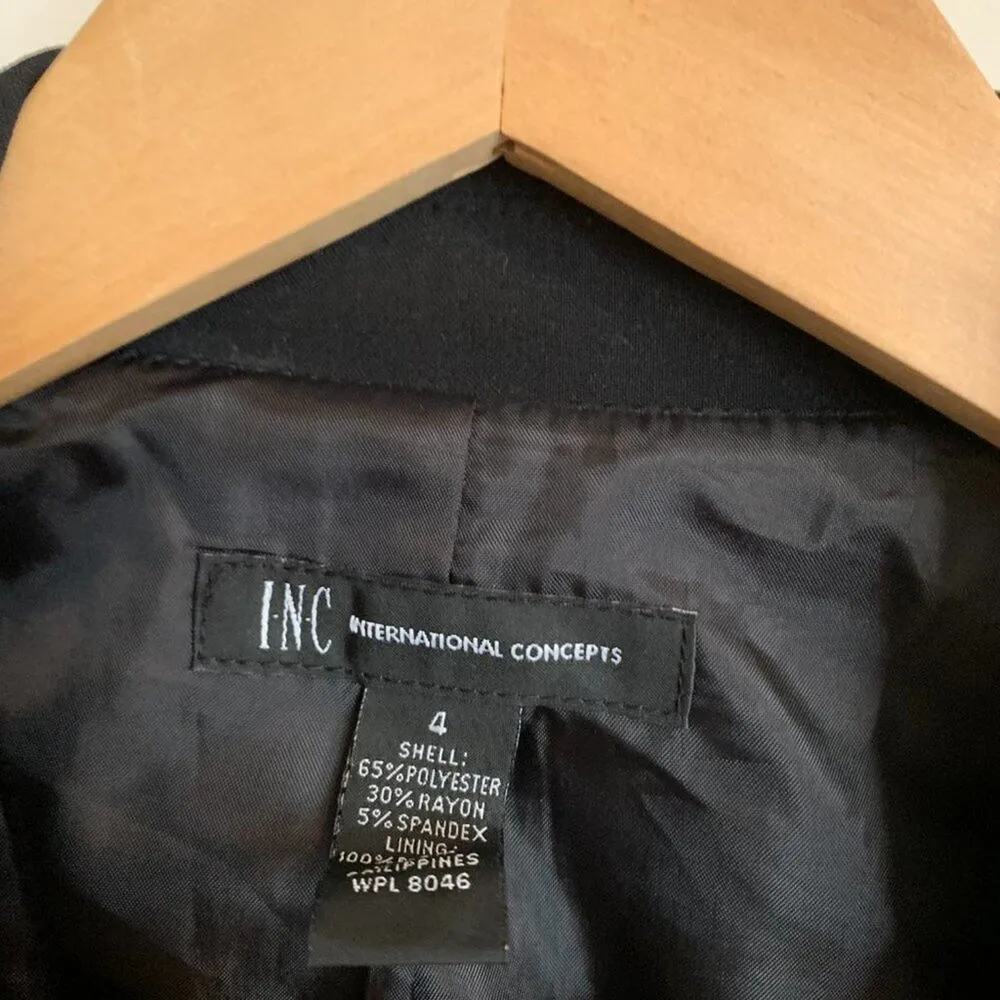 I·N·C INTERNATIONAL CONCEPTS
4
SHELL:
65%POLYESTER
30%RAYON
5%SPANDEX
LINING:
WPL 8046